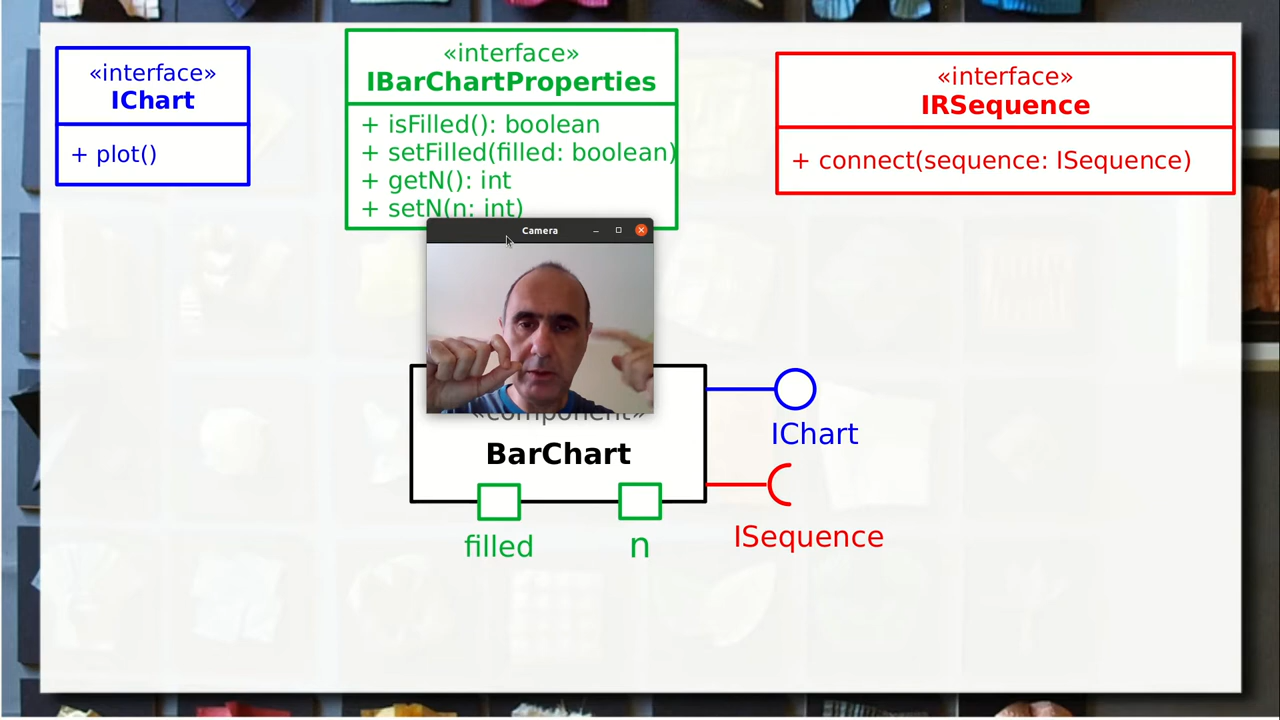 «interface»
IChart
+ plot()
«interface»
IBarChartProperties
+ isFilled(): boolean
+ setFilled(filled: boolean)
+ getN(): int
+ setN(n: int)
«interface»
IRSequence
+ connect(sequence: ISequence)
Camera
«component»
BarChart
filled
n
IChart
ISequence